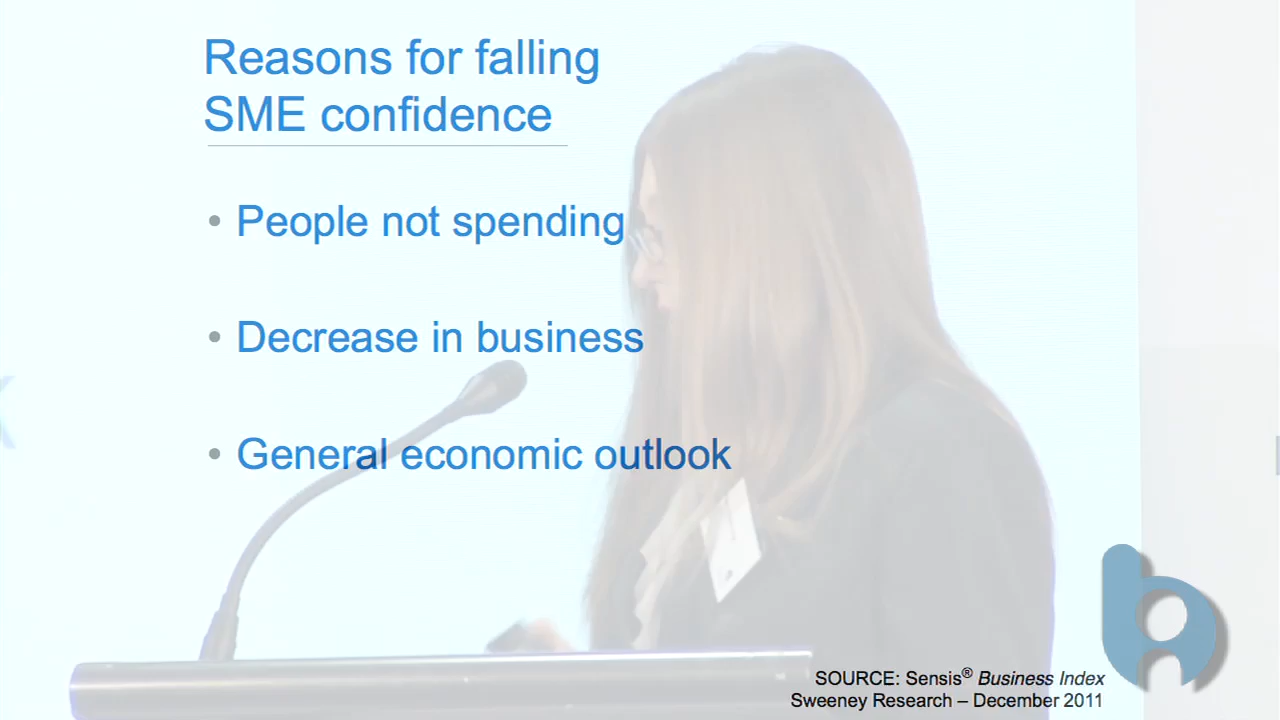 Reasons for falling
SME confidence
• People not spending
• Decrease in business
• General economic outlook
SOURCE: Sensis® Business Index
Sweeney Research – December 2011